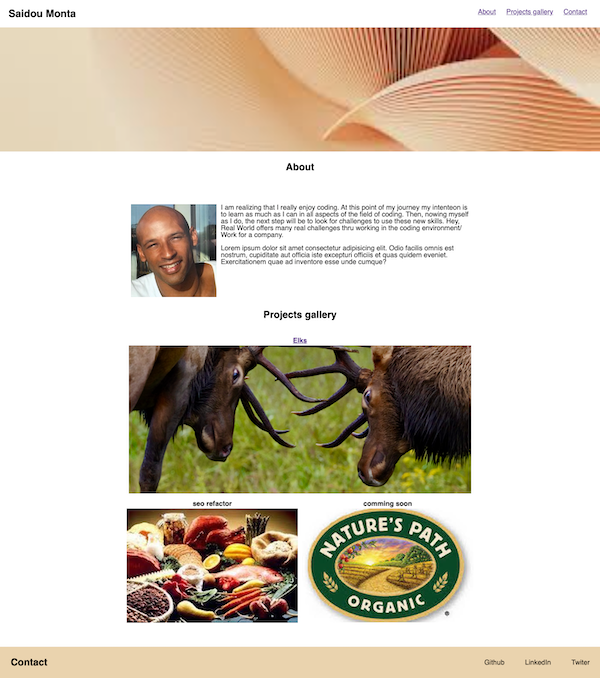 Saidou Monta
About Projects gallery Contact
About
I am realizing that I really enjoy coding. At this point of my journey my intenteon is
to learn as much as I can in all aspects of the field of coding. Then, nowing myself
as I do, the next step will be to look for challenges to use these new skills. Hey,
Real World offers many real challenges thru working in the coding environment/
Work for a company.
Lorem ipsum dolor sit amet consectetur adipisicing elit. Odio facilis omnis est
nostrum, cupiditate aut officia iste excepturi officiis et quas quidem eveniet.
Exercitationem quae ad inventore esse unde cumque?
Projects gallery
Elks
seo refactor
comming soon
NATURE'S PATH
ORGANIC
®
Contact
Github LinkedIn Twiter